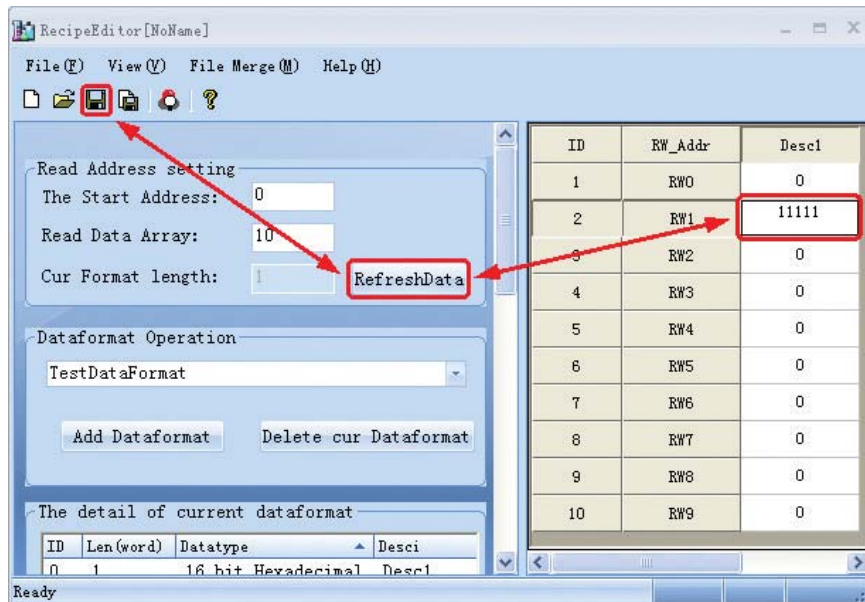 RecipeEditor[NoName]
File(F) View(V) File Merge(M) Help(H)
Read Address setting
The Start Address: 0
Read Data Array: 10
Cur Format length: 1 RefreshData
Dataformat Operation
TestDataFormat
Add Dataformat Delete cur Dataformat
The detail of current dataformat
ID Len(word) Datatype Desci
0 1 16 bit Hexadecimal Desc1
Ready
ID RW_Addr Desc1
1 RW0 0
2 RW1 11111
3 RW2 0
4 RW3 0
5 RW4 0
6 RW5 0
7 RW6 0
8 RW7 0
9 RW8 0
10 RW9 0